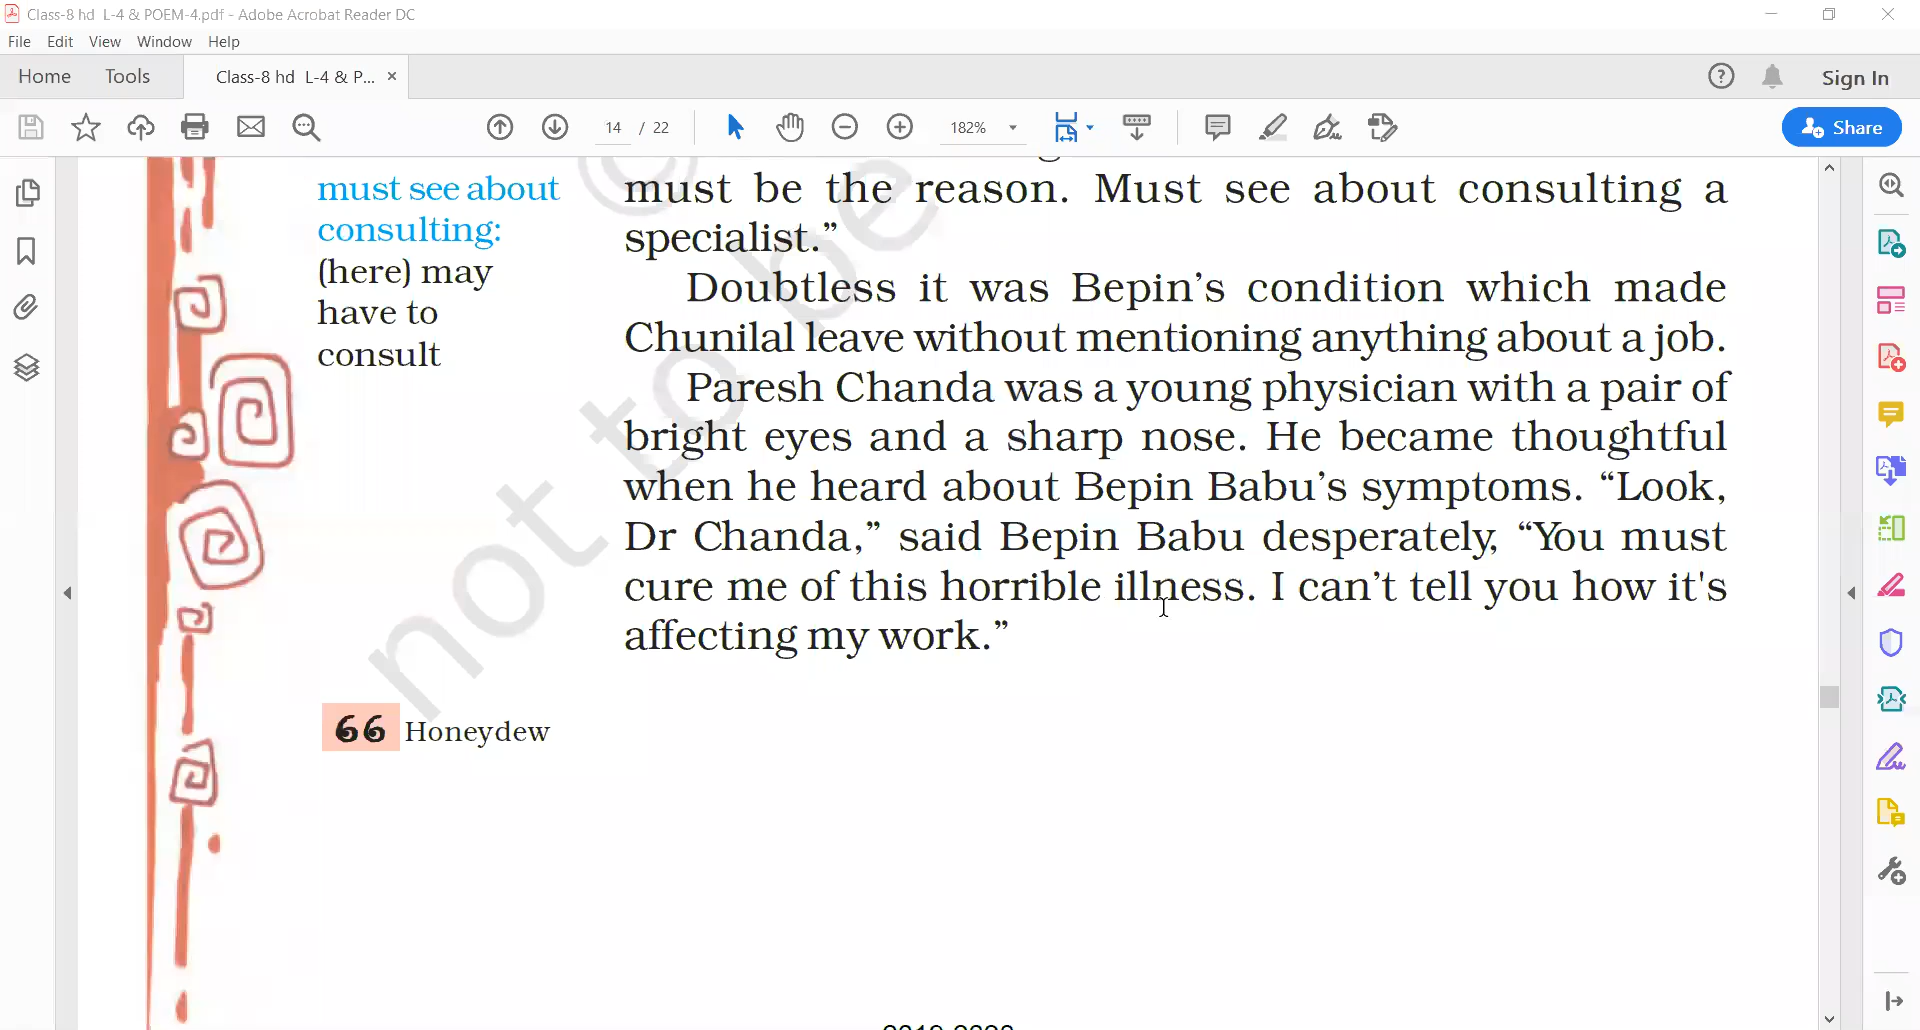 Class-8 hd L-4 & POEM-4.pdf - Adobe Acrobat Reader DC
File Edit View Window Help
Home Tools Class-8 hd L-4 & P... × Sign In
14 / 22 182% Share
must see about
consulting:
(here) may
have to
consult
must be the reason. Must see about consulting a
specialist.”
Doubtless it was Bepin’s condition which made
Chunilal leave without mentioning anything about a job.
Paresh Chanda was a young physician with a pair of
bright eyes and a sharp nose. He became thoughtful
when he heard about Bepin Babu’s symptoms. “Look,
Dr Chanda,” said Bepin Babu desperately, “You must
cure me of this horrible illness. I can’t tell you how it's
affecting my work.”
© not to be
66 Honeydew